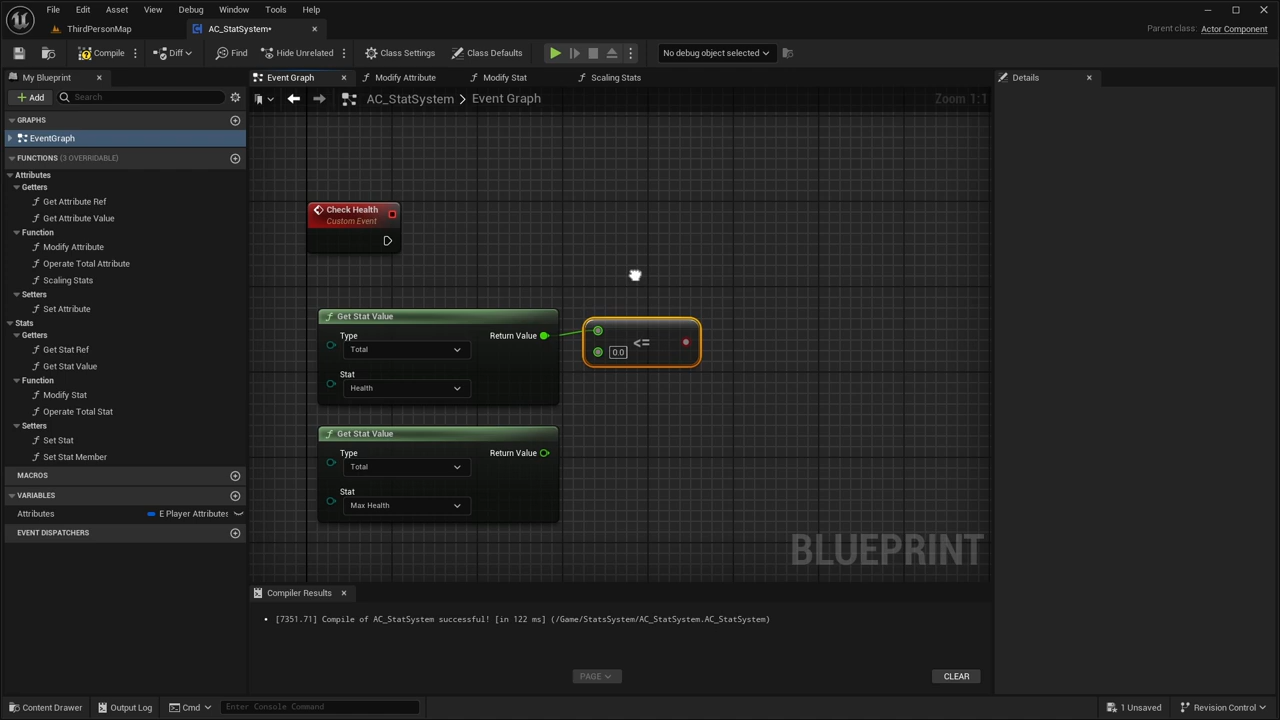 File Edit Asset View Debug Window Tools Help
ThirdPersonMap
AC_StatSystem*
Parent class: Actor Component
Compile
Diff
Find
Hide Unrelated
Class Settings
Class Defaults
No debug object selected
My Blueprint
Event Graph
Modify Attribute
Modify Stat
Scaling Stats
Details
Add
Search
AC_StatSystem > Event Graph
Zoom 1:1
GRAPHS
EventGraph
FUNCTIONS (3 OVERRIDABLE)
Attributes
Getters
Get Attribute Ref
Get Attribute Value
Function
Modify Attribute
Operate Total Attribute
Scaling Stats
Setters
Set Attribute
Stats
Getters
Get Stat Ref
Get Stat Value
Function
Modify Stat
Operate Total Stat
Setters
Set Stat
Set Stat Member
MACROS
VARIABLES
Attributes
E Player Attributes
EVENT DISPATCHERS
Check Health
Custom Event
Get Stat Value
Type
Return Value
Total
Stat
Health
0.0
<=
Get Stat Value
Type
Return Value
Total
Stat
Max Health
BLUEPRINT
Compiler Results
[7351.71] Compile of AC_StatSystem successful! [in 122 ms] (/Game/StatsSystem/AC_StatSystem.AC_StatSystem)
PAGE
CLEAR
Content Drawer
Output Log
Cmd
Enter Console Command
1 Unsaved
Revision Control